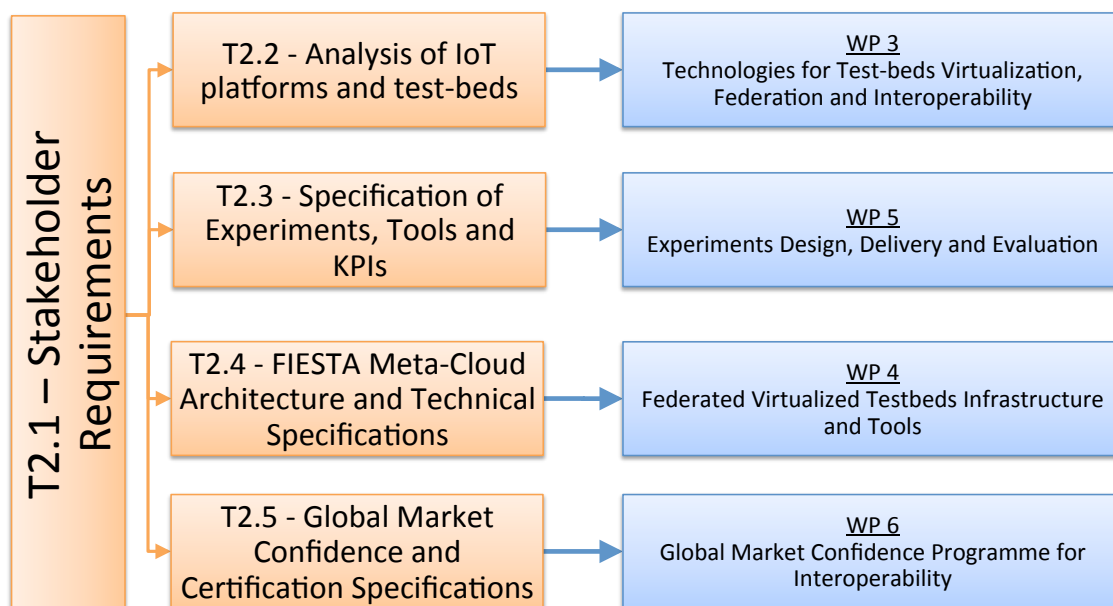 T2.1 – Stakeholder
Requirements
T2.2 - Analysis of IoT
platforms and test-beds
WP 3
Technologies for Test-beds Virtualization,
Federation and Interoperability
T2.3 - Specification of
Experiments, Tools and
KPIs
WP 5
Experiments Design, Delivery and Evaluation
T2.4 - FIESTA Meta-Cloud
Architecture and Technical
Specifications
WP 4
Federated Virtualized Testbeds Infrastructure
and Tools
T2.5 - Global Market
Confidence and
Certification Specifications
WP 6
Global Market Confidence Programme for
Interoperability